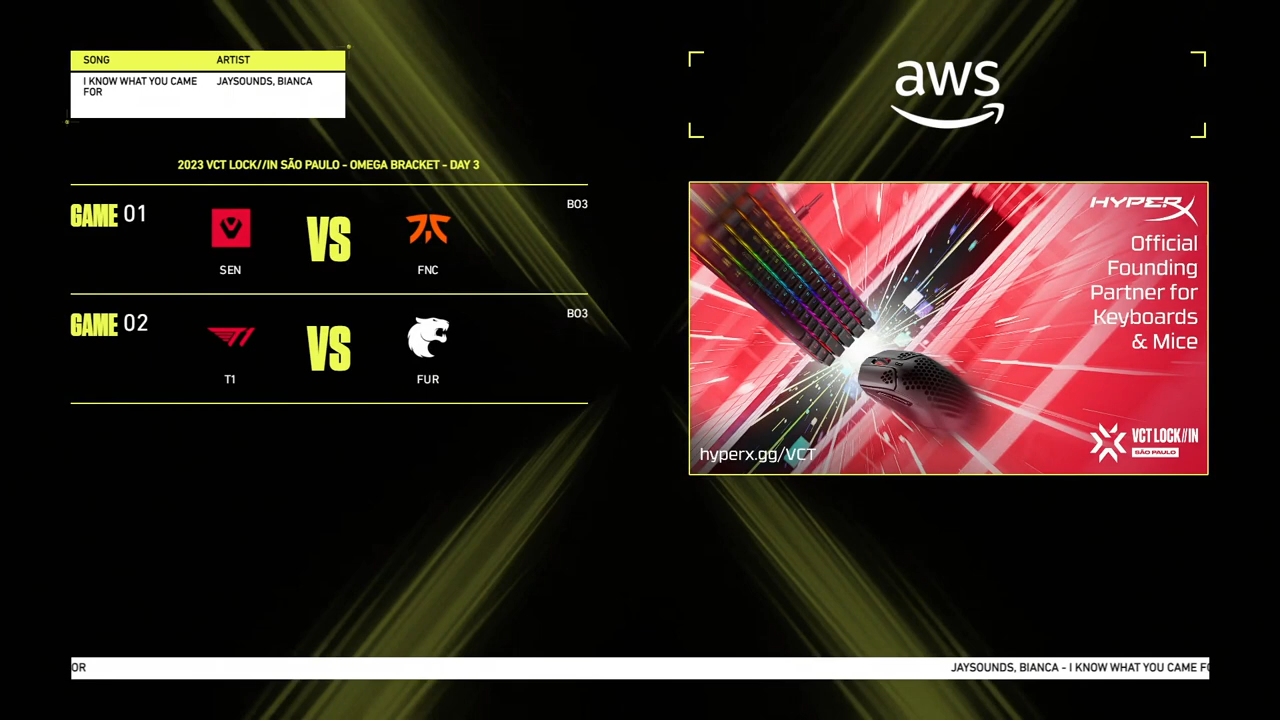 SONG ARTIST
I KNOW WHAT YOU CAME JAYSOUNDS, BIANCA
FOR
2023 VCT LOCK//IN SÃO PAULO - OMEGA BRACKET - DAY 3
GAME 01
BO3
VS
SEN
FNC
GAME 02
BO3
VS
T1
FUR
aws
HYPERX
Official
Founding
Partner for
Keyboards
& Mice
VCT LOCK//IN
SÃO PAULO
hyperx.gg/VCT
OR
JAYSOUNDS, BIANCA - I KNOW WHAT YOU CAME FO